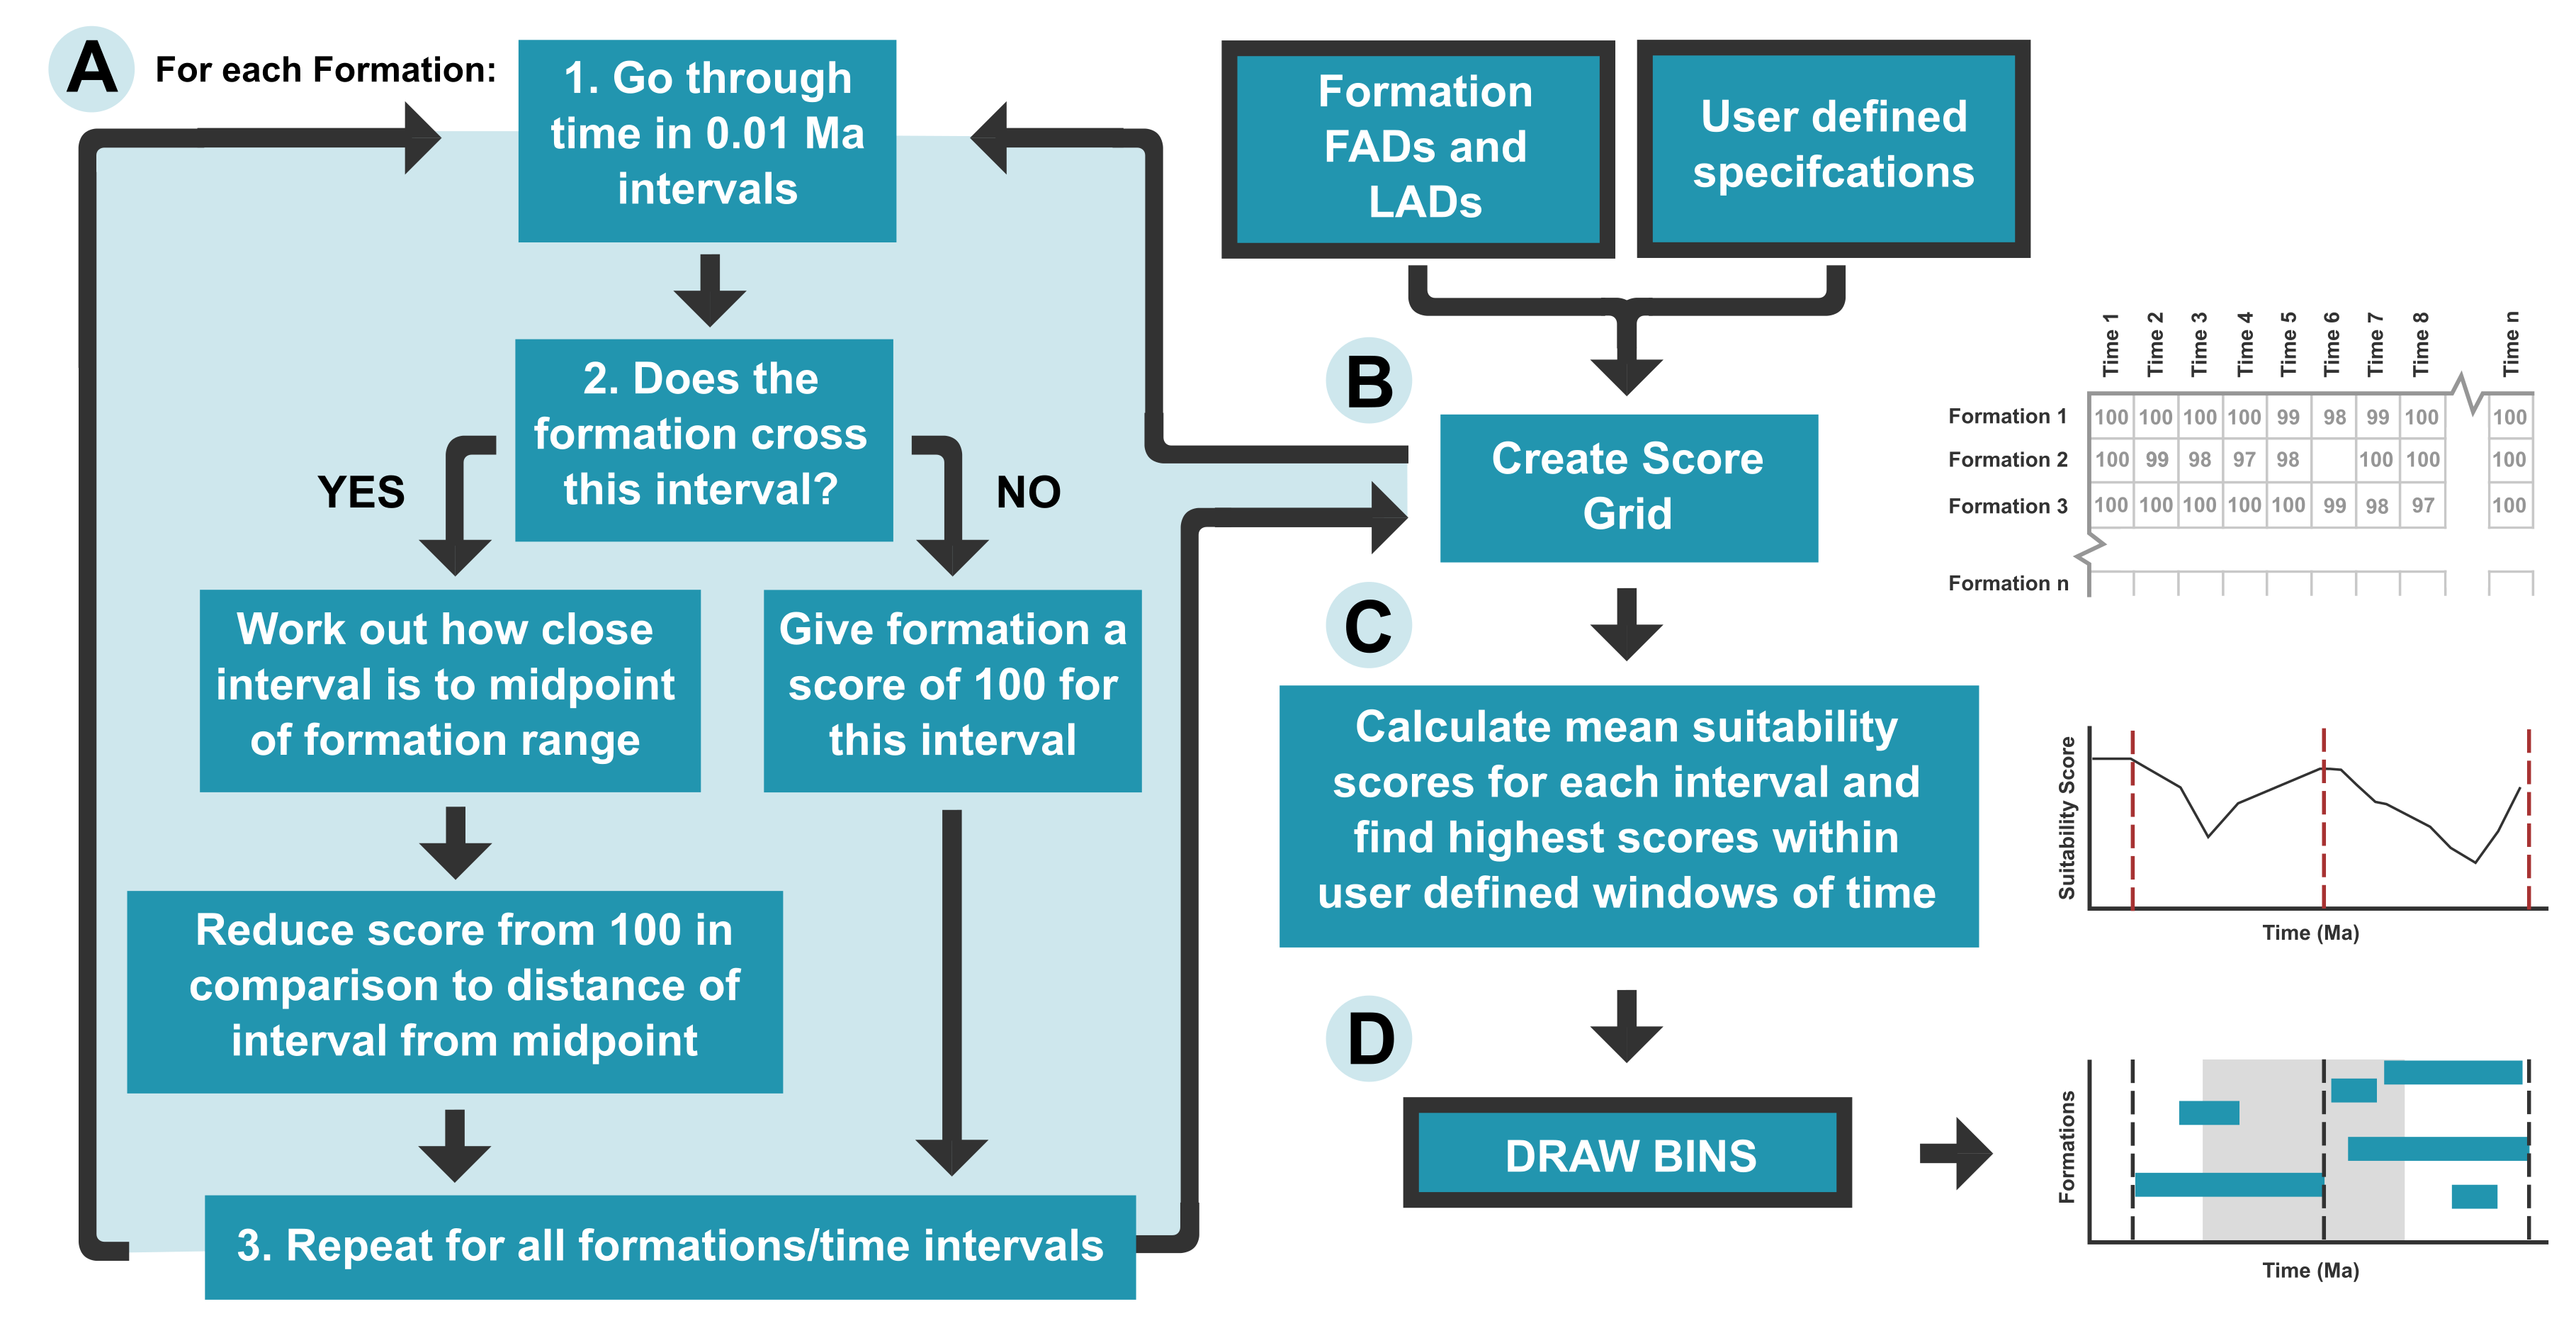 A
For each Formation:
1. Go through
time in 0.01 Ma
intervals
2. Does the
formation cross
this interval?
YES
NO
Work out how close
interval is to midpoint
of formation range
Give formation a
score of 100 for
this interval
Reduce score from 100 in
comparison to distance of
interval from midpoint
3. Repeat for all formations/time intervals
Formation
FADs and
LADs
User defined
specifcations
B
Create Score
Grid
Time 1 Time 2 Time 3 Time 4 Time 5 Time 6 Time 7 Time 8 Time n
Formation 1 100 100 100 100 99 98 99 100 100
Formation 2 100 99 98 97 98 100 100 100
Formation 3 100 100 100 100 100 99 98 97 100
Formation n
C
Calculate mean suitability
scores for each interval and
find highest scores within
user defined windows of time
Suitability Score
Time (Ma)
D
DRAW BINS
Formations
Time (Ma)